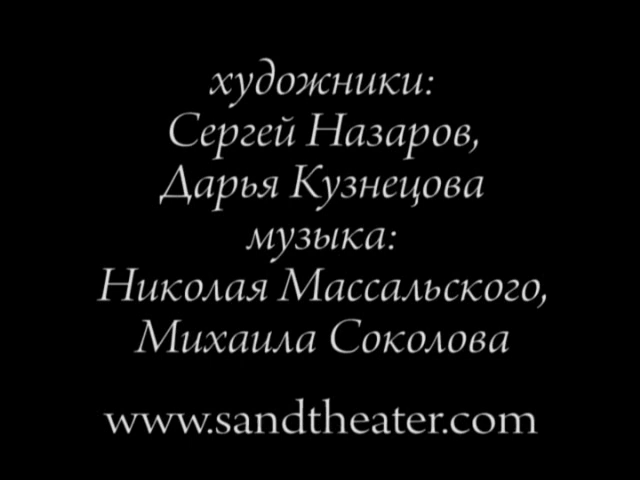 художники:
Сергей Назаров,
Дарья Кузнецова
музыка:
Николая Массальского,
Михаила Соколова
www.sandtheater.com